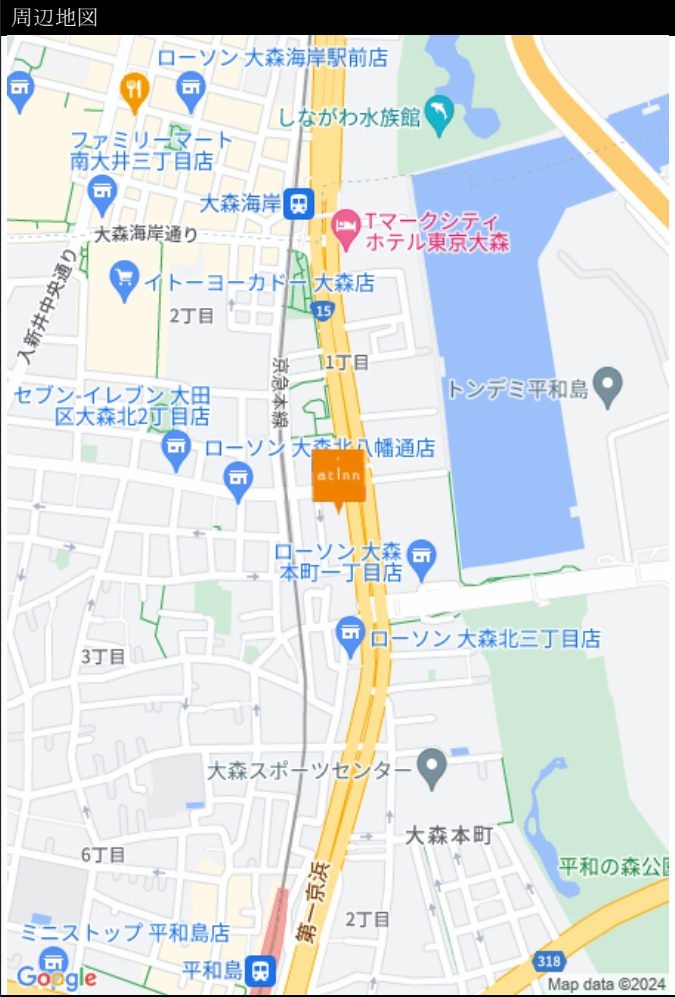 周辺地図
ローソン 大森海岸駅前店
しながわ水族館
ファミリーマート
南大井三丁目店
大森海岸
Tマークシティ
ホテル東京大森
大森海岸通り
入新井中央通り
イトーヨーカドー 大森店
2丁目
15
京急本線
1丁目
トンデミ平和島
セブン-イレブン 大田
区大森北2丁目店
ローソン 大森北八幡通店
at Inn
ローソン 大森
本町一丁目店
ローソン 大森北三丁目店
3丁目
大森スポーツセンター
大森本町
6丁目
平和の森公園
第一京浜
2丁目
ミニストップ 平和島店
318
平和島
Google
Map data ©2024